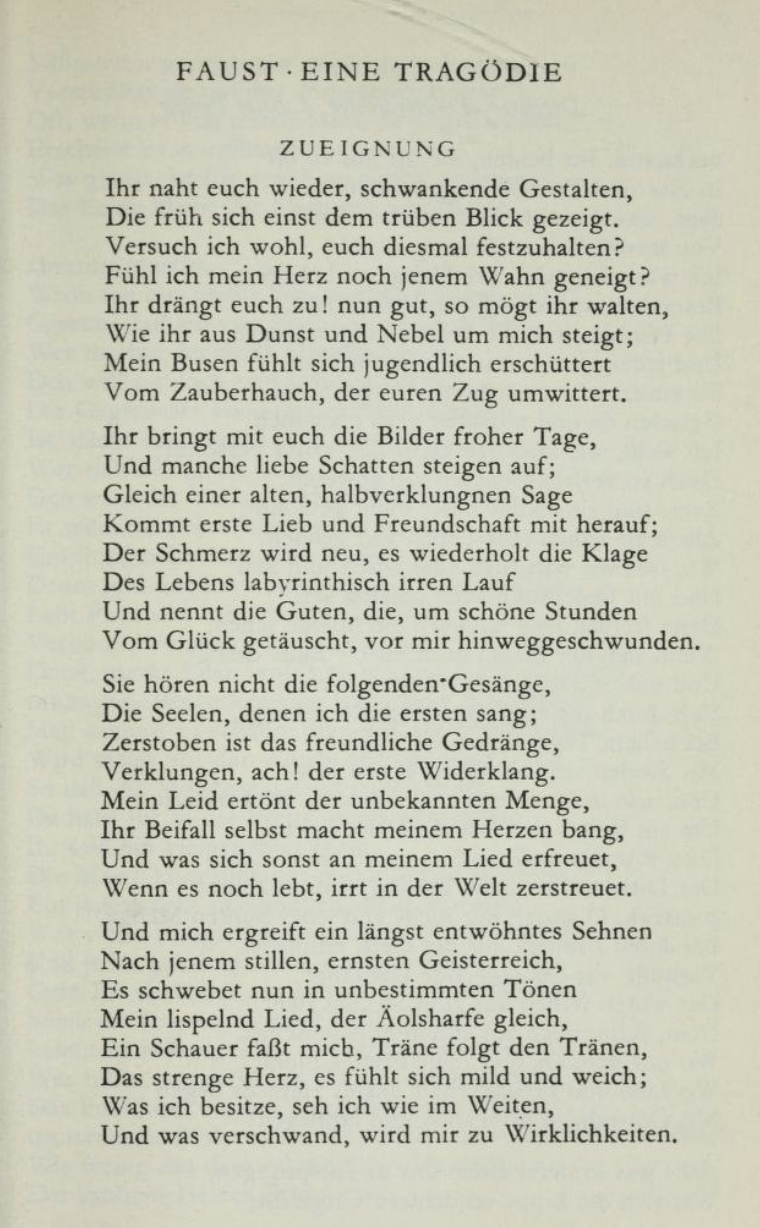 FAUST · EINE TRAGÖDIE
ZUEIGNUNG
Ihr naht euch wieder, schwankende Gestalten,
Die früh sich einst dem trüben Blick gezeigt.
Versuch ich wohl, euch diesmal festzuhalten?
Fühl ich mein Herz noch jenem Wahn geneigt?
Ihr drängt euch zu! nun gut, so mögt ihr walten,
Wie ihr aus Dunst und Nebel um mich steigt;
Mein Busen fühlt sich jugendlich erschüttert
Vom Zauberhauch, der euren Zug umwittert.
Ihr bringt mit euch die Bilder froher Tage,
Und manche liebe Schatten steigen auf;
Gleich einer alten, halbverklungnen Sage
Kommt erste Lieb und Freundschaft mit herauf;
Der Schmerz wird neu, es wiederholt die Klage
Des Lebens labyrinthisch irren Lauf
Und nennt die Guten, die, um schöne Stunden
Vom Glück getäuscht, vor mir hinweggeschwunden.
Sie hören nicht die folgenden Gesänge,
Die Seelen, denen ich die ersten sang;
Zerstoben ist das freundliche Gedränge,
Verklungen, ach! der erste Widerklang.
Mein Leid ertönt der unbekannten Menge,
Ihr Beifall selbst macht meinem Herzen bang,
Und was sich sonst an meinem Lied erfreuet,
Wenn es noch lebt, irrt in der Welt zerstreuet.
Und mich ergreift ein längst entwöhntes Sehnen
Nach jenem stillen, ernsten Geisterreich,
Es schwebet nun in unbestimmten Tönen
Mein lispelnd Lied, der Äolsharfe gleich,
Ein Schauer faßt mich, Träne folgt den Tränen,
Das strenge Herz, es fühlt sich mild und weich;
Was ich besitze, seh ich wie im Weiten,
Und was verschwand, wird mir zu Wirklichkeiten.